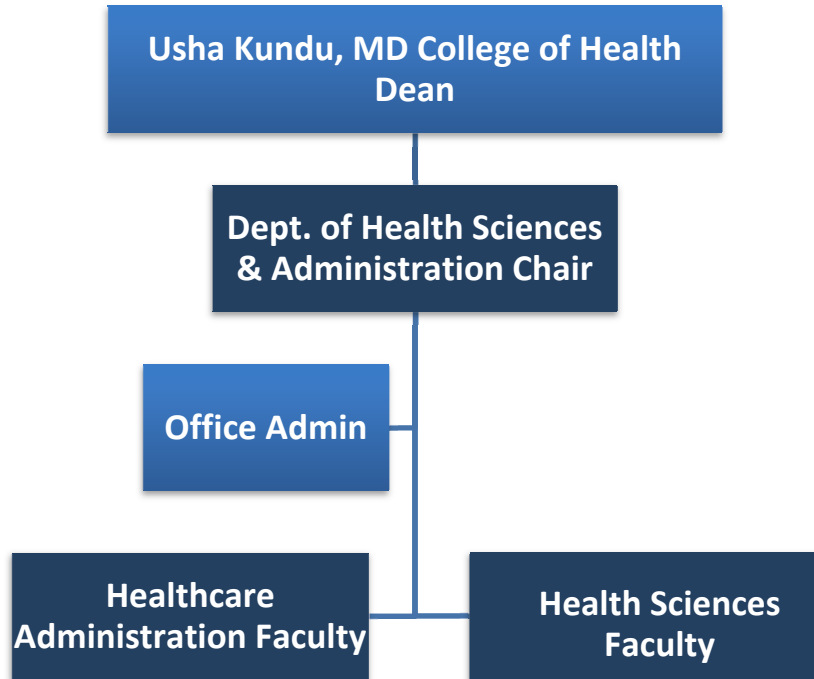 Usha Kundu, MD College of Health
Dean
Dept. of Health Sciences
& Administration Chair
Office Admin
Healthcare
Administration Faculty
Health Sciences
Faculty